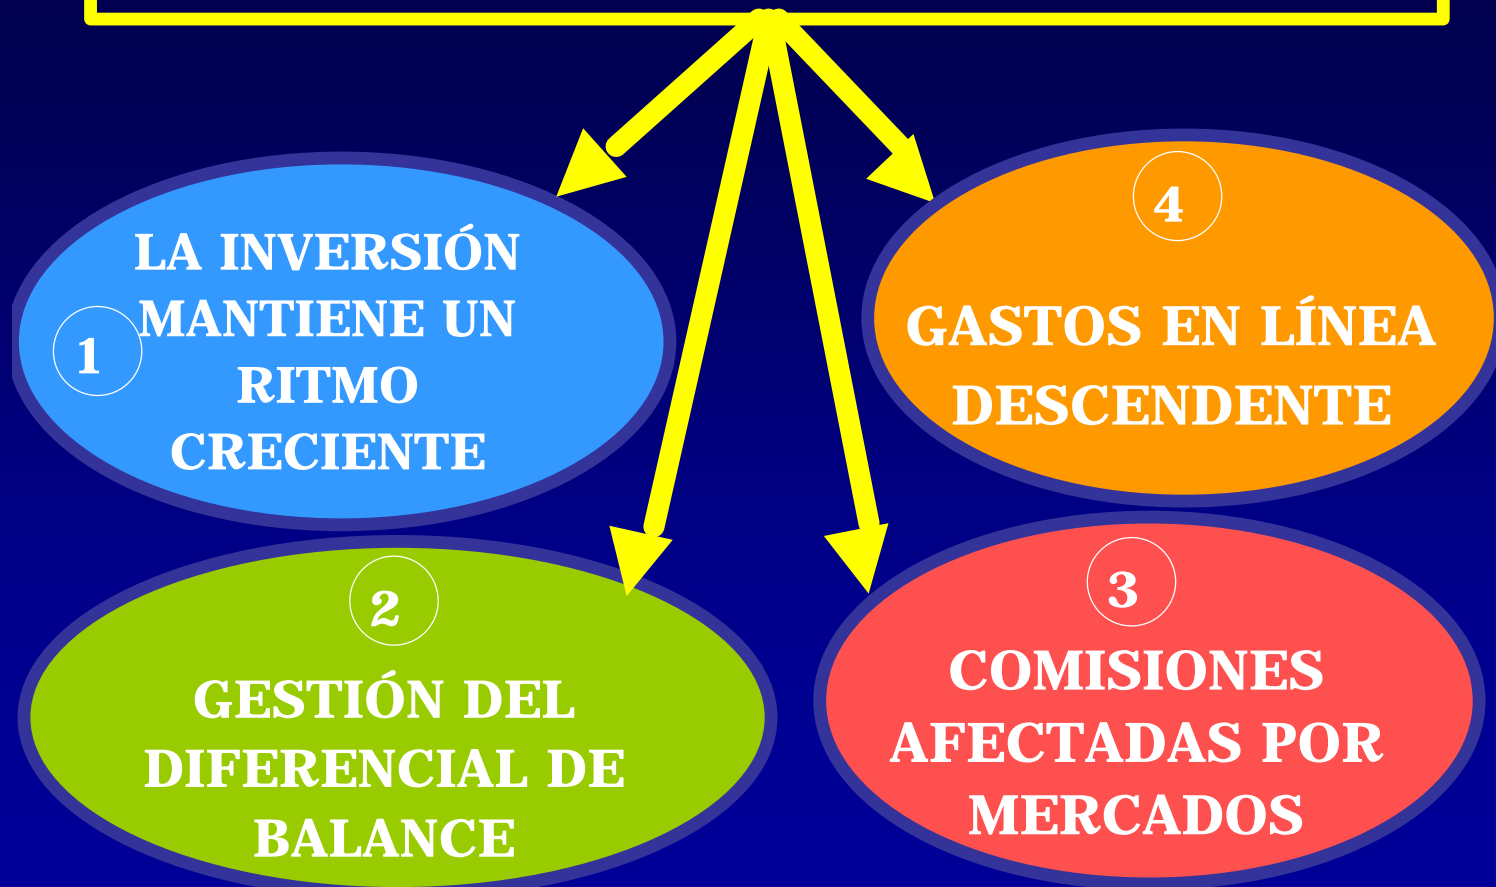 1
LA INVERSIÓN
MANTIENE UN
RITMO
CRECIENTE
2
GESTIÓN DEL
DIFERENCIAL DE
BALANCE
3
COMISIONES
AFECTADAS POR
MERCADOS
4
GASTOS EN LÍNEA
DESCENDENTE